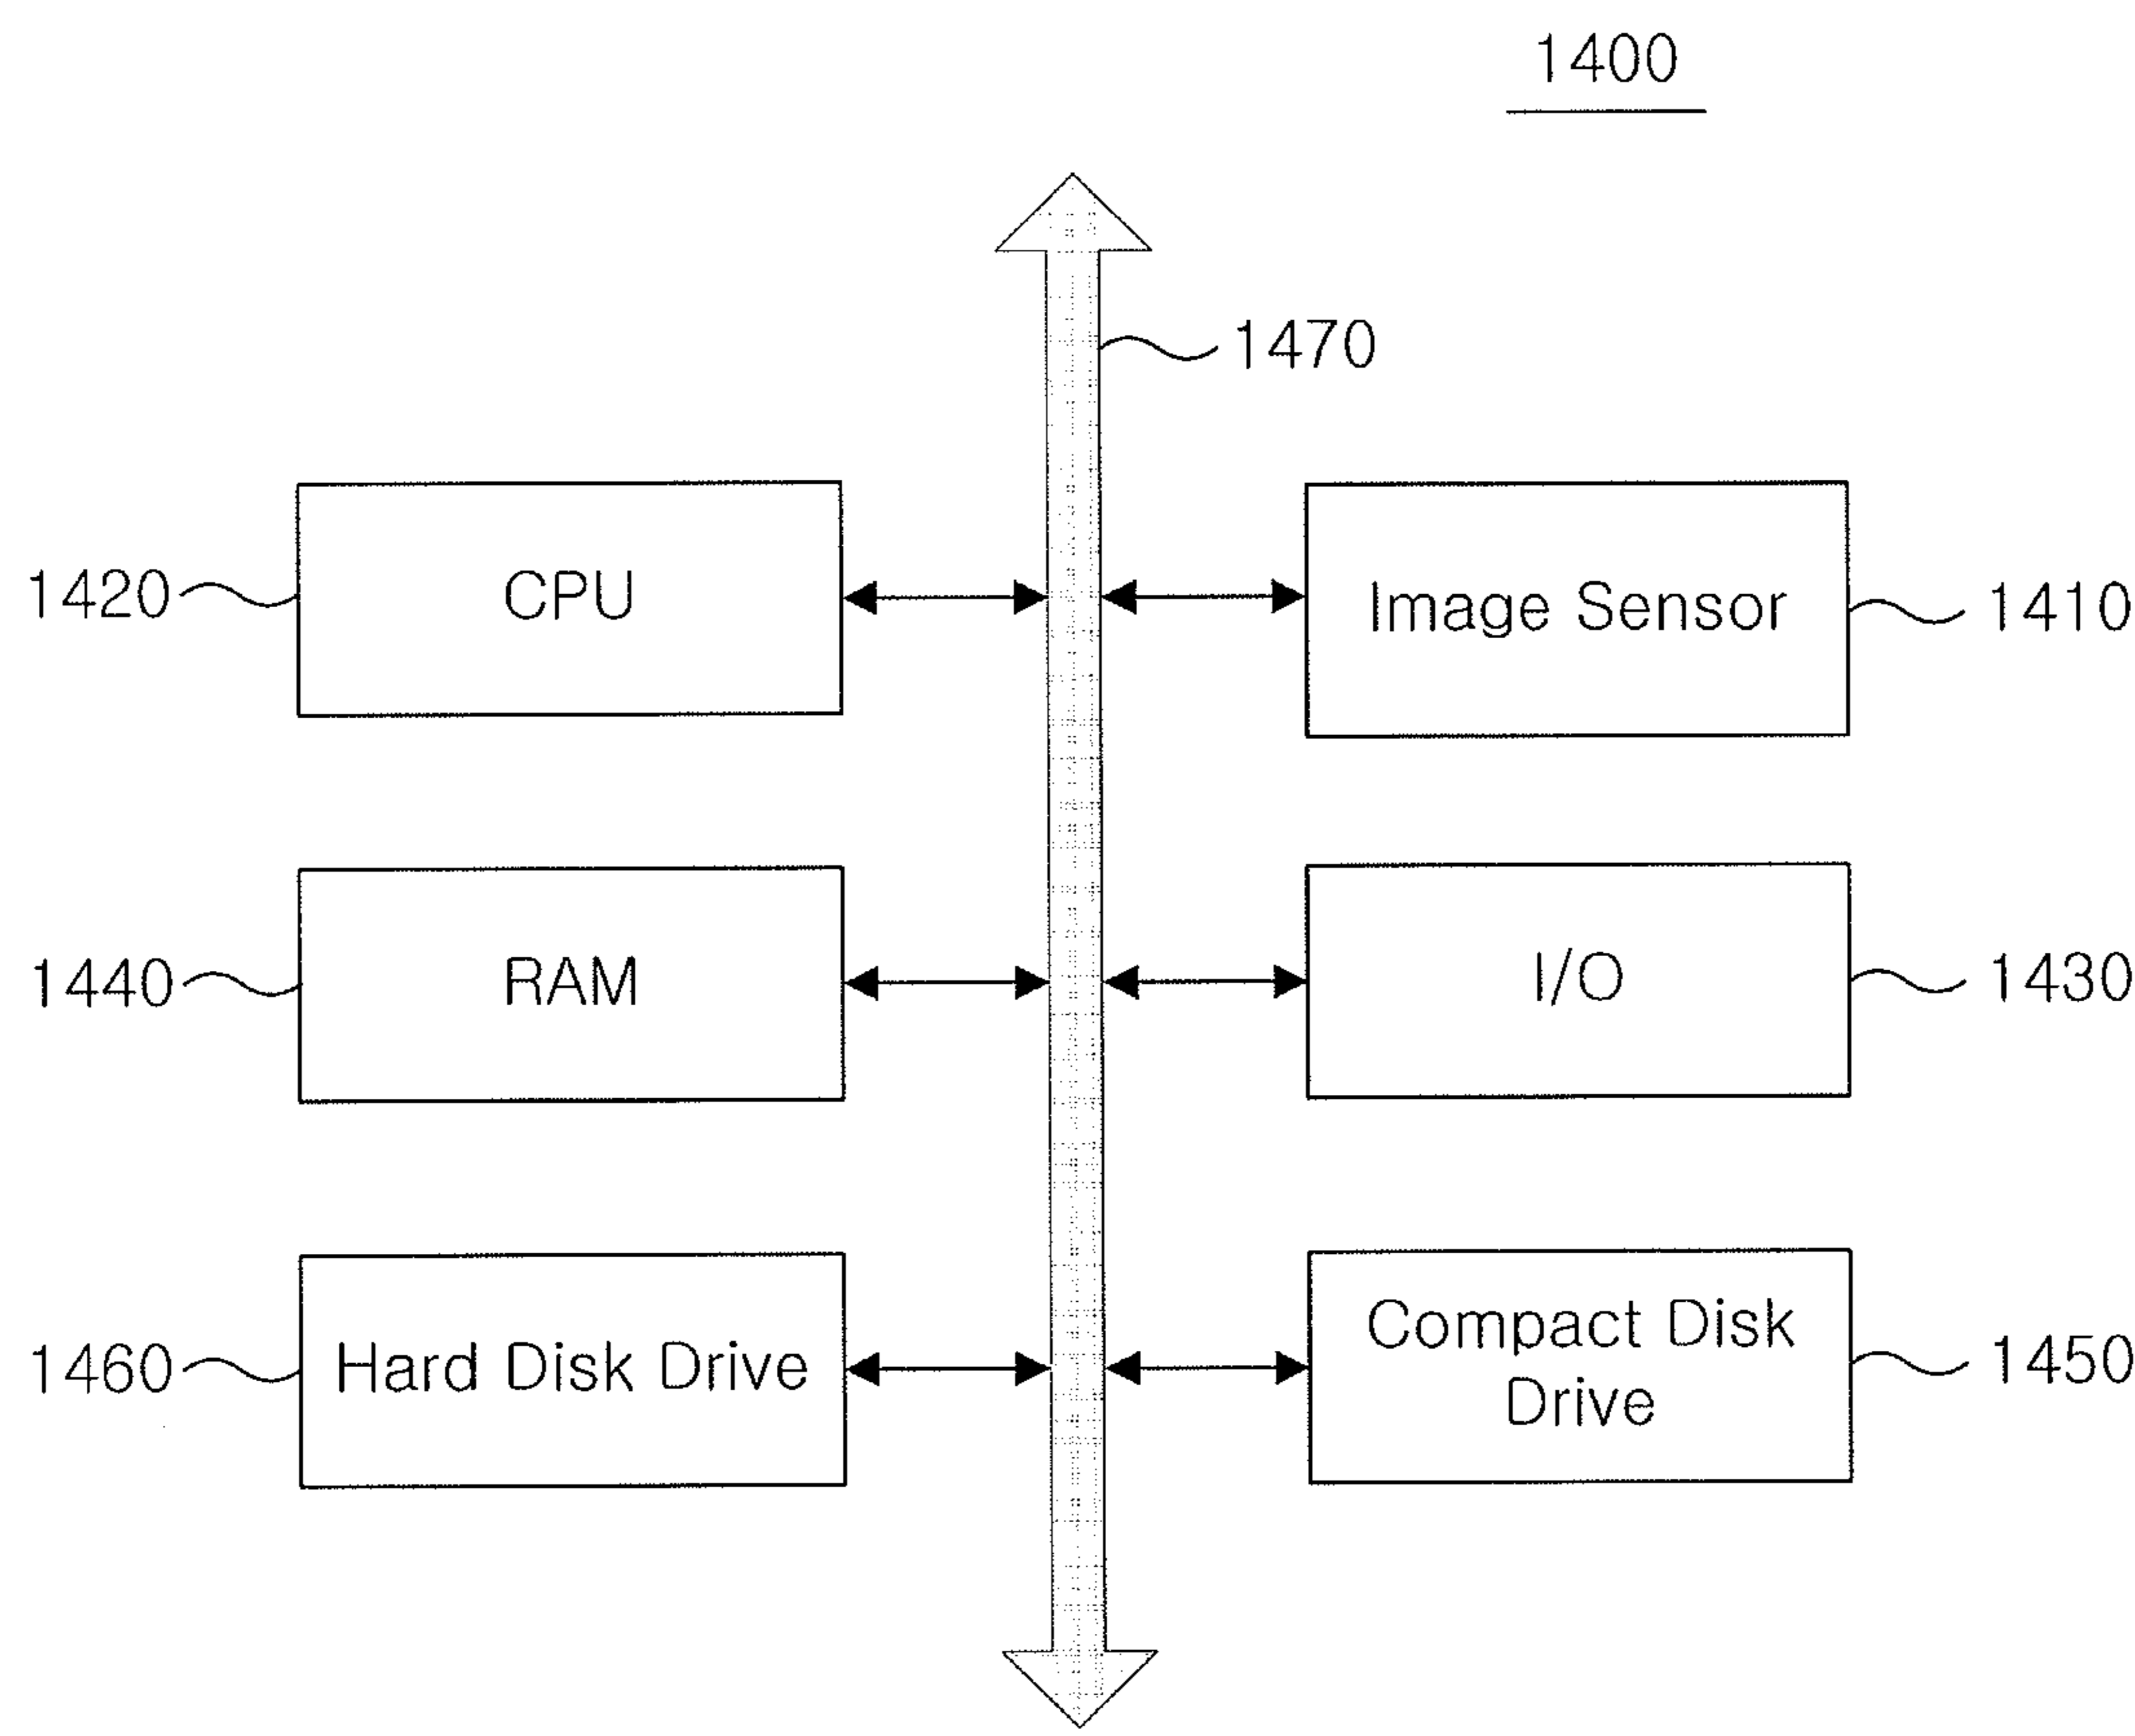 1400
1470
1420
CPU
Image Sensor
1410
1440
RAM
I/O
1430
1460
Hard Disk Drive
Compact Disk
Drive
1450